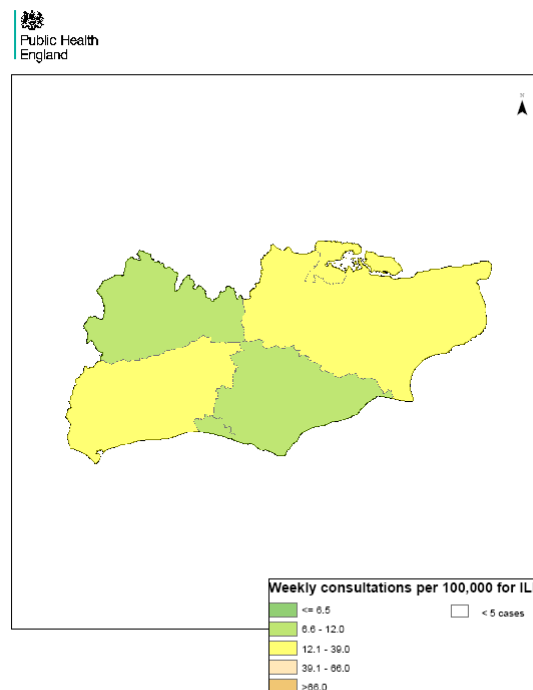 Public Health
England
N
Weekly consultations per 100,000 for IL
<= 6.5
< 5 cases
6.6 - 12.0
12.1 - 39.0
39.1 - 66.0
>66.0